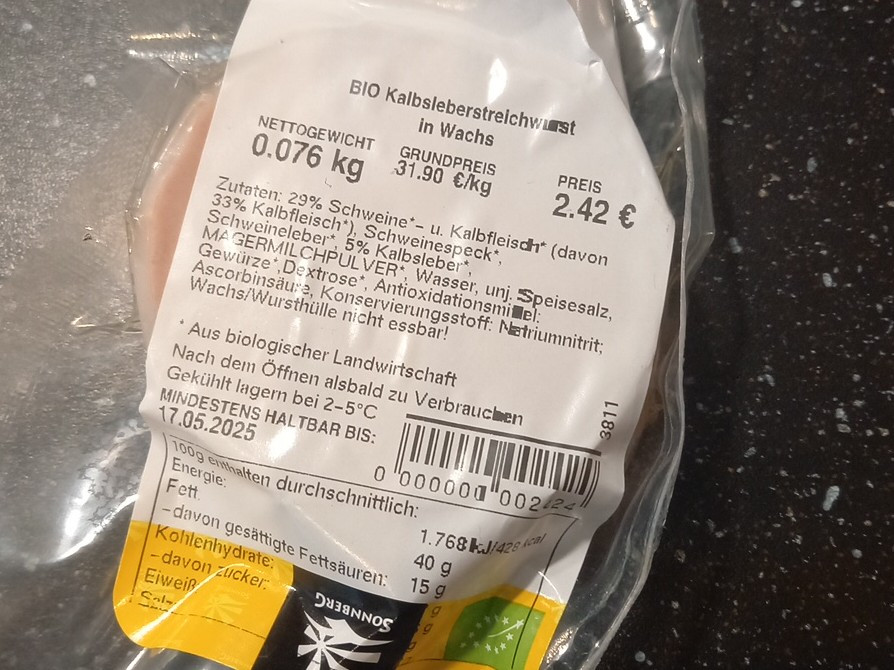 BIO Kalbsleberstreichwurst
in Wachs
NETTOGEWICHT
0.076 kg
GRUNDPREIS
31.90 €/kg
PREIS
2.42 €
Zutaten: 29% Schweine*- u. Kalbfleisch* (davon
33% Kalbfleisch*), Schweinespeck*,
Schweineleber*, 5% Kalbsleber*,
MAGERMILCHPULVER*, Wasser, unj. Speisesalz,
Gewürze*,Dextrose*, Antioxidationsmittel:
Ascorbinsäure, Konservierungsstoff: Natriumnitrit;
Wachs/Wursthülle nicht essbar!
* Aus biologischer Landwirtschaft
Nach dem Öffnen alsbald zu Verbrauchen
Gekühlt lagern bei 2-5°C
MINDESTENS HALTBAR BIS:
17.05.2025
3811
0 000000 002424
100g enthalten durchschnittlich:
Energie: 1.768kJ/428 kcal
Fett. 40 g
-davon gesättigte Fettsäuren: 15 g
Kohlenhydrate: g
-davon zucker: g
Eiweiß
Salz
SONNBERG